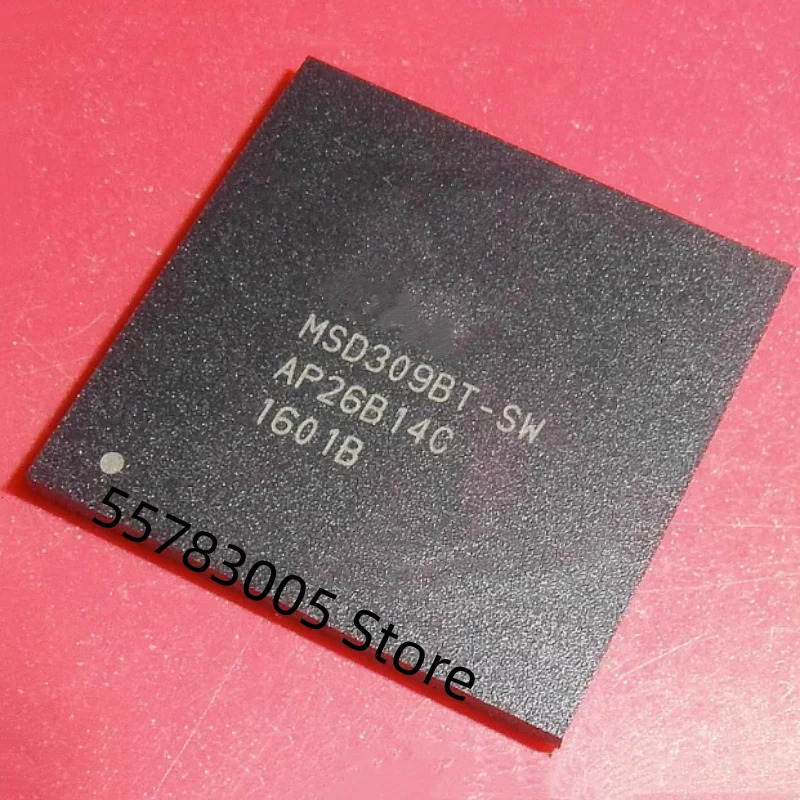 MSD309BT-SW
AP26B14C
1601B
55783005 Store